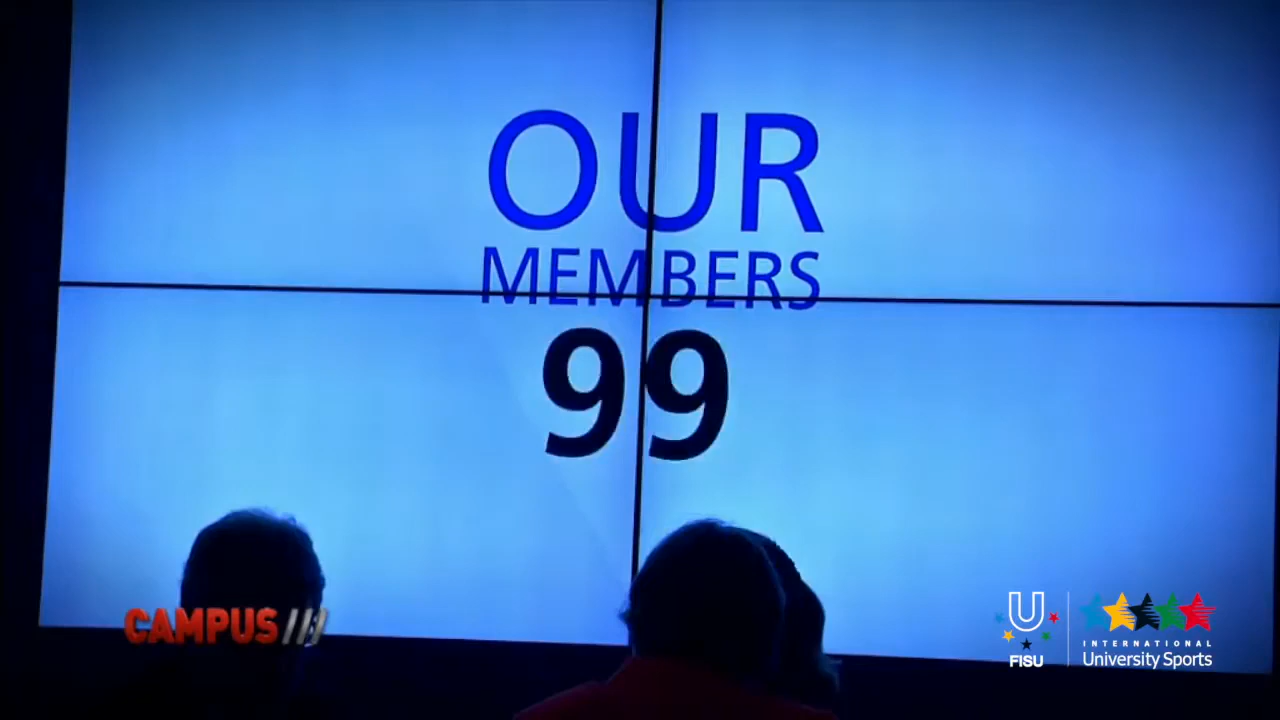 OUR
MEMBERS
99
CAMPUS///
U
FISU
INTERNATIONAL
University Sports